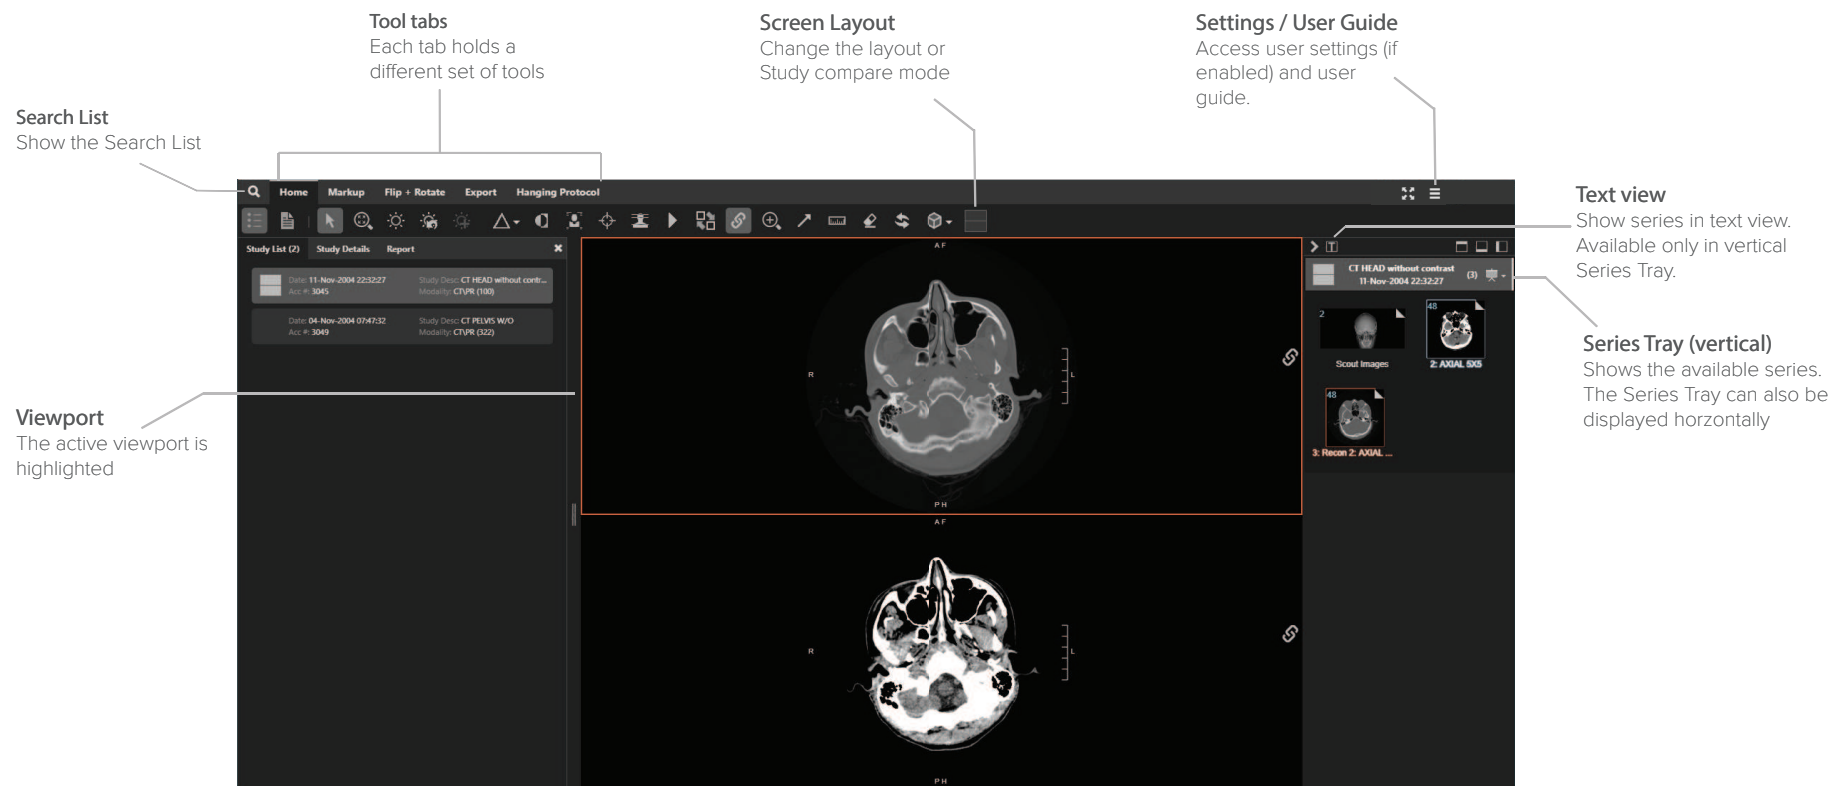 Tool tabs
Each tab holds a
different set of tools
Screen Layout
Change the layout or
Study compare mode
Settings / User Guide
Access user settings (if
enabled) and user
guide.
Search List
Show the Search List
Home Markup Flip + Rotate Export Hanging Protocol
Text view
Show series in text view.
Available only in vertical
Series Tray.
Study List (2) Study Details Report
Date: 11-Nov-2004 22:32:27 Study Desc: CT HEAD without contr...
Acc #: 3045 Modality: CT\PR (100)
Date: 04-Nov-2004 07:47:32 Study Desc: CT PELVIS W/O
Acc #: 3049 Modality: CT\PR (322)
A F
R
L
P H
A F
R
L
P H
T
CT HEAD without contrast
11-Nov-2004 22:32:27
(3)
2
48
Scout Images
2: AXIAL 5X5
48
3: Recon 2: AXIAL ...
Series Tray (vertical)
Shows the available series.
The Series Tray can also be
displayed horzontally
Viewport
The active viewport is
highlighted